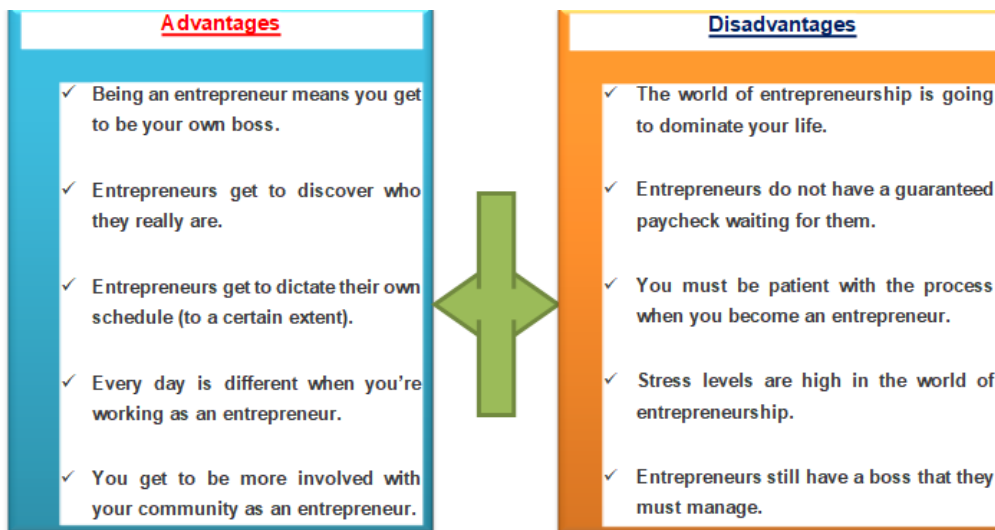 Advantages
Being an entrepreneur means you get
to be your own boss.
Entrepreneurs get to discover who
they really are.
Entrepreneurs get to dictate their own
schedule (to a certain extent).
Every day is different when you're
working as an entrepreneur.
You get to be more involved with
your community as an entrepreneur.
Disadvantages
The world of entrepreneurship is going
to dominate your life.
Entrepreneurs do not have a guaranteed
paycheck waiting for them.
You must be patient with the process
when you become an entrepreneur.
Stress levels are high in the world of
entrepreneurship.
Entrepreneurs still have a boss that they
must manage.